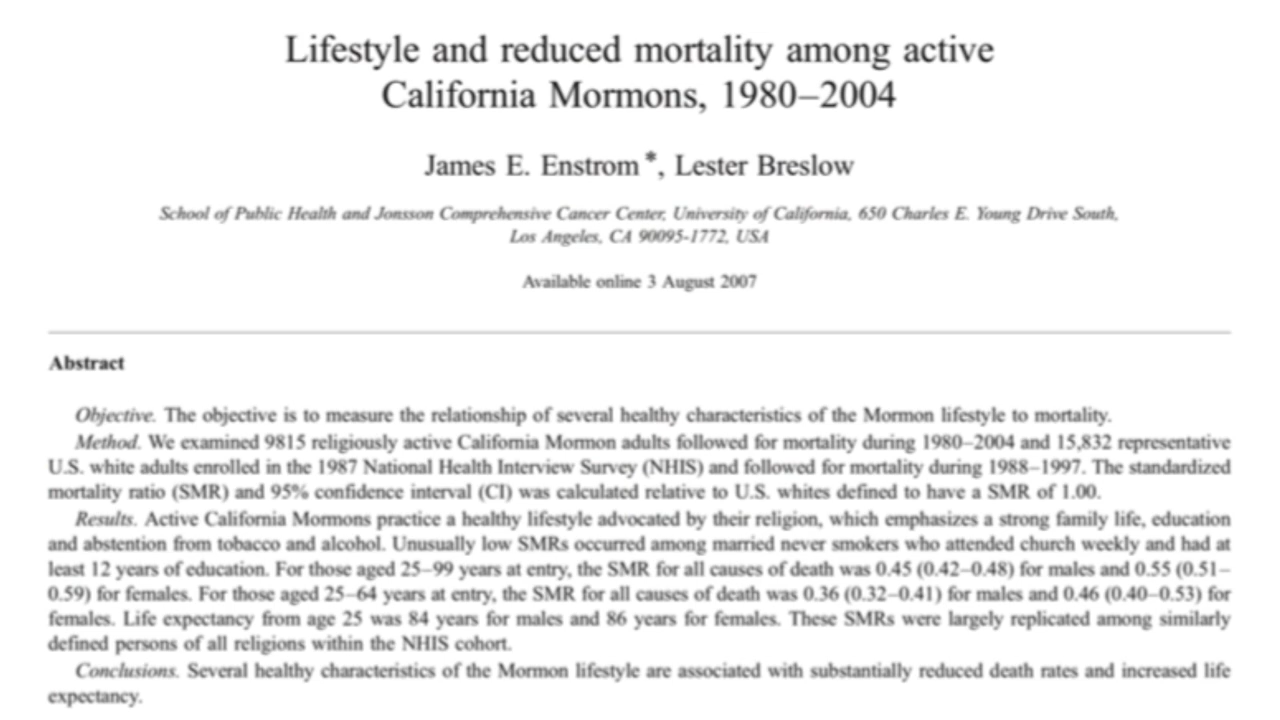 Lifestyle and reduced mortality among active
California Mormons, 1980–2004
James E. Enstrom *, Lester Breslow
School of Public Health and Jonsson Comprehensive Cancer Center, University of California, 650 Charles E. Young Drive South,
Los Angeles, CA 90095-1772, USA
Available online 3 August 2007
Abstract
Objective. The objective is to measure the relationship of several healthy characteristics of the Mormon lifestyle to mortality.
Method. We examined 9815 religiously active California Mormon adults followed for mortality during 1980–2004 and 15,832 representative
U.S. white adults enrolled in the 1987 National Health Interview Survey (NHIS) and followed for mortality during 1988–1997. The standardized
mortality ratio (SMR) and 95% confidence interval (CI) was calculated relative to U.S. whites defined to have a SMR of 1.00.
Results. Active California Mormons practice a healthy lifestyle advocated by their religion, which emphasizes a strong family life, education
and abstention from tobacco and alcohol. Unusually low SMRs occurred among married never smokers who attended church weekly and had at
least 12 years of education. For those aged 25–99 years at entry, the SMR for all causes of death was 0.45 (0.42–0.48) for males and 0.55 (0.51–
0.59) for females. For those aged 25–64 years at entry, the SMR for all causes of death was 0.36 (0.32–0.41) for males and 0.46 (0.40–0.53) for
females. Life expectancy from age 25 was 84 years for males and 86 years for females. These SMRs were largely replicated among similarly
defined persons of all religions within the NHIS cohort.
Conclusions. Several healthy characteristics of the Mormon lifestyle are associated with substantially reduced death rates and increased life
expectancy.